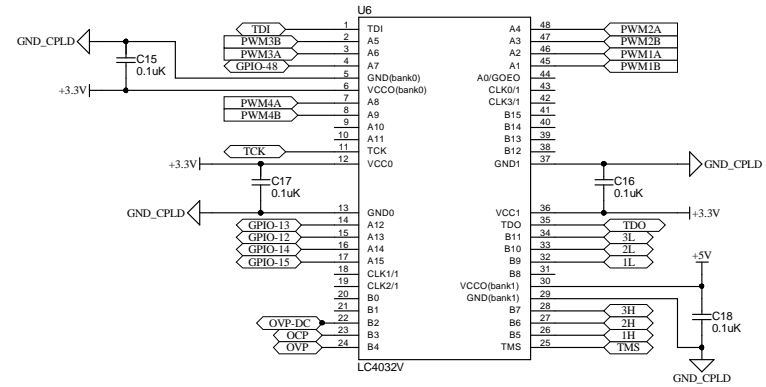 U6
TDI 1 TDI A4 48 PWM2A
PWM3B 2 A5 A3 47 PWM2B
GND_CPLD PWM3A 3 A6 A2 46 PWM1A
C15 GPIO-48 4 A7 A1 45 PWM1B
0.1uK 5 GND(bank0) A0/GOEO 44
+3.3V 6 VCCO(bank0) CLK0/1 43
PWM4A 7 A8 CLK3/1 42
PWM4B 8 A9 B15 41
9 A10 B14 40
10 A11 B13 39
TCK 11 TCK B12 38
+3.3V 12 VCC0 GND1 37 GND_CPLD
C17 C16
0.1uK 0.1uK
GND_CPLD 13 GND0 VCC1 36 +3.3V
GPIO-13 14 A12 TDO 35 TDO
GPIO-12 15 A13 B11 34 3L
GPIO-14 16 A14 B10 33 2L
GPIO-15 17 A15 B9 32 1L
18 CLK1/1 B8 31 +5V
19 CLK2/1 VCCO(bank1) 30
20 B0 GND(bank1) 29
21 B1 B7 28 3H
OVP-DC 22 B2 B6 27 2H C18
OCP 23 B3 B5 26 1H 0.1uK
OVP 24 B4 TMS 25 TMS
LC4032V
GND_CPLD